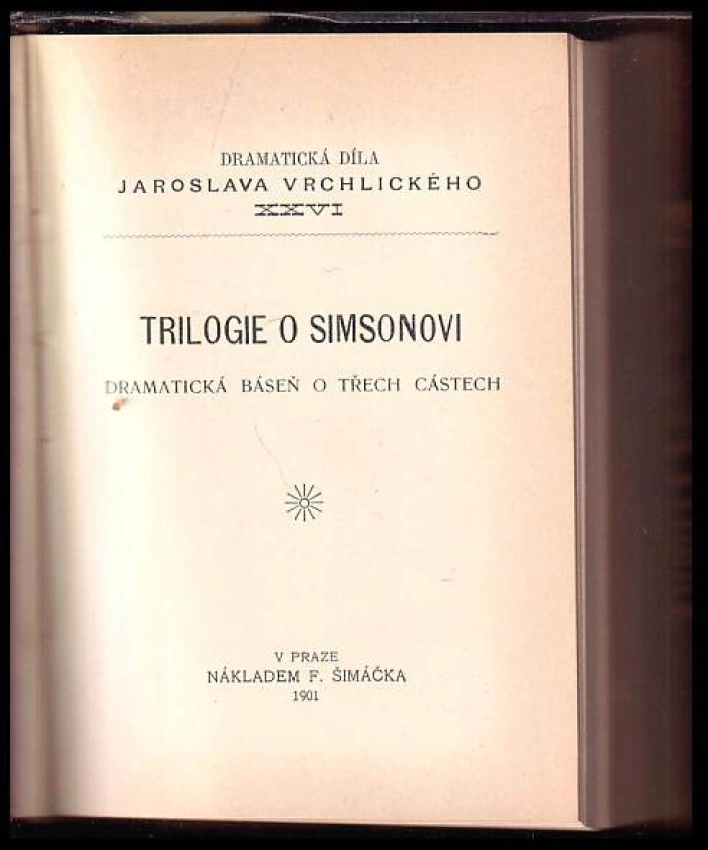 DRAMATICKÁ DÍLA
JAROSLAVA VRCHLICKÉHO
XXVI
TRILOGIE O SIMSONOVI
DRAMATICKÁ BÁSEŇ O TŘECH CÁSTECH
V PRAZE
NÁKLADEM F. ŠIMÁČKA
1901